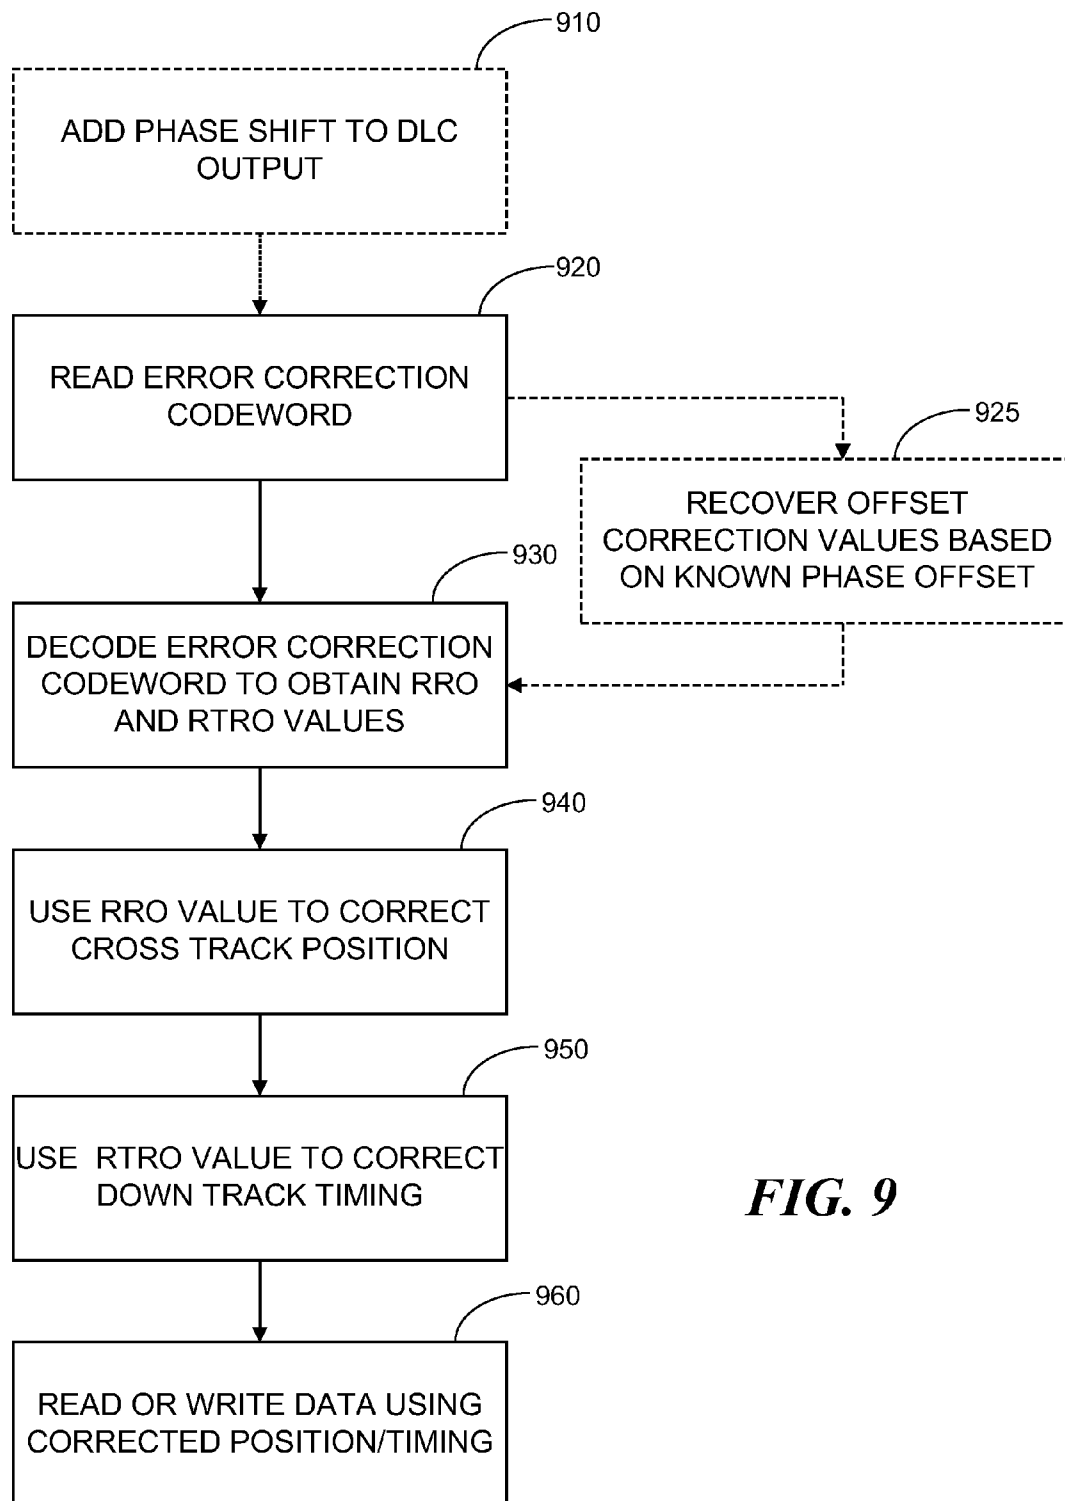 910
ADD PHASE SHIFT TO DLC
OUTPUT
920
READ ERROR CORRECTION
CODEWORD
925
RECOVER OFFSET
CORRECTION VALUES BASED
ON KNOWN PHASE OFFSET
930
DECODE ERROR CORRECTION
CODEWORD TO OBTAIN RRO
AND RTRO VALUES
940
USE RRO VALUE TO CORRECT
CROSS TRACK POSITION
950
USE RTRO VALUE TO CORRECT
DOWN TRACK TIMING
FIG. 9
960
READ OR WRITE DATA USING
CORRECTED POSITION/TIMING